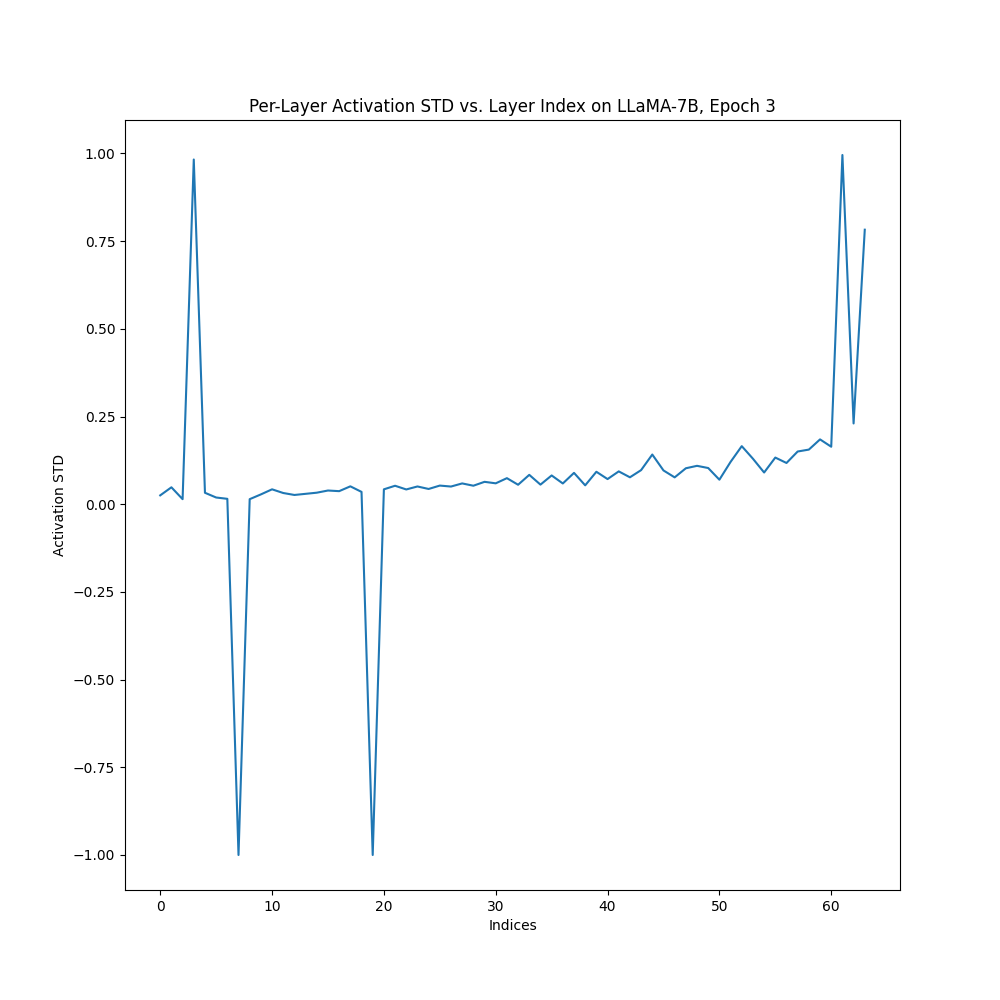 Per-Layer Activation STD vs. Layer Index on LLaMA-7B, Epoch 3
1.00
0.75
0.50
0.25
0.00
−0.25
−0.50
−0.75
−1.00
Activation STD
0 10 20 30 40 50 60
Indices